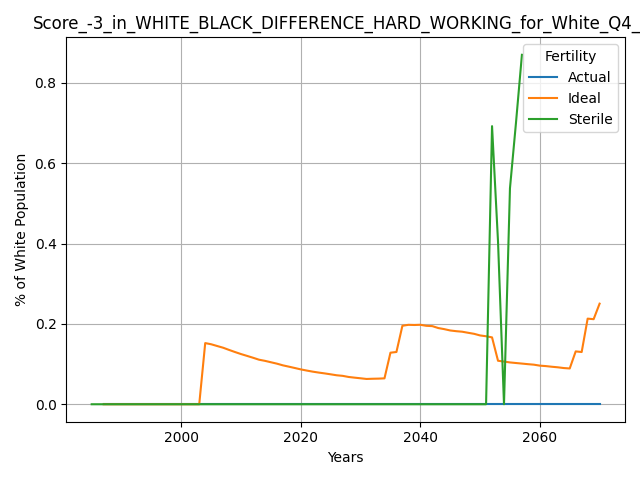 Score_-3_in_WHITE_BLACK_DIFFERENCE_HARD_WORKING_for_White_Q4_
Fertility
Actual
Ideal
Sterile
% of White Population
0.8
0.6
0.4
0.2
0.0
2000
2020
2040
2060
Years